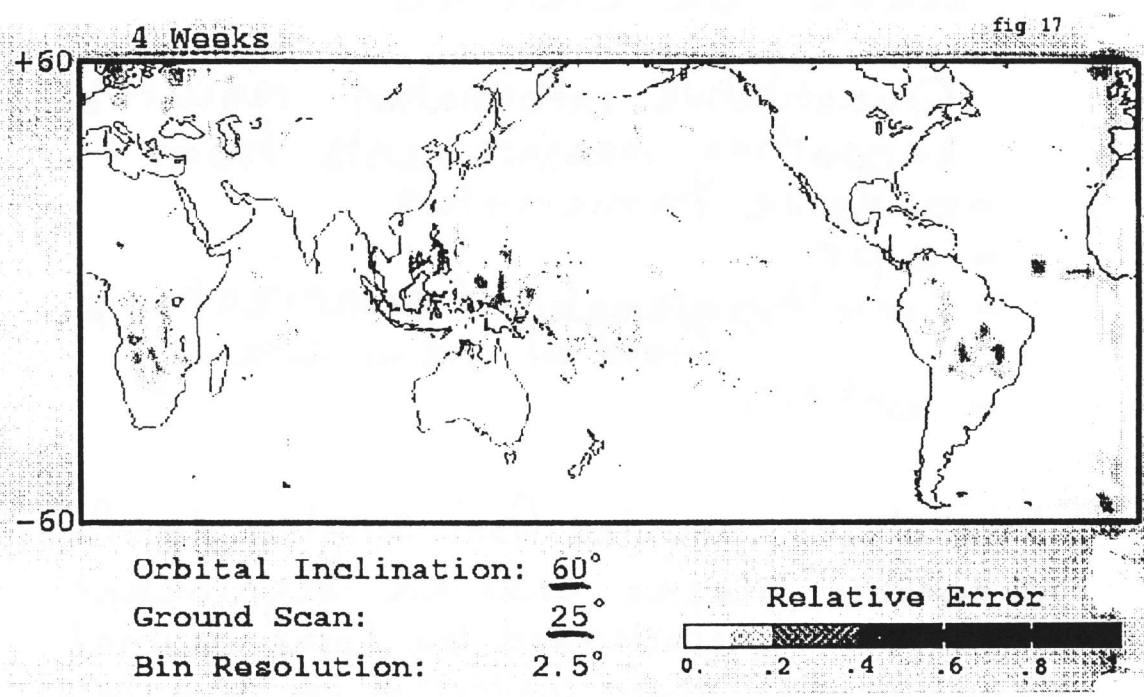 fig 17
4 Weeks
+60
-60
Orbital Inclination: 60°
Ground Scan: 25°
Bin Resolution: 2.5°
Relative Error
0. .2 .4 .6 .8